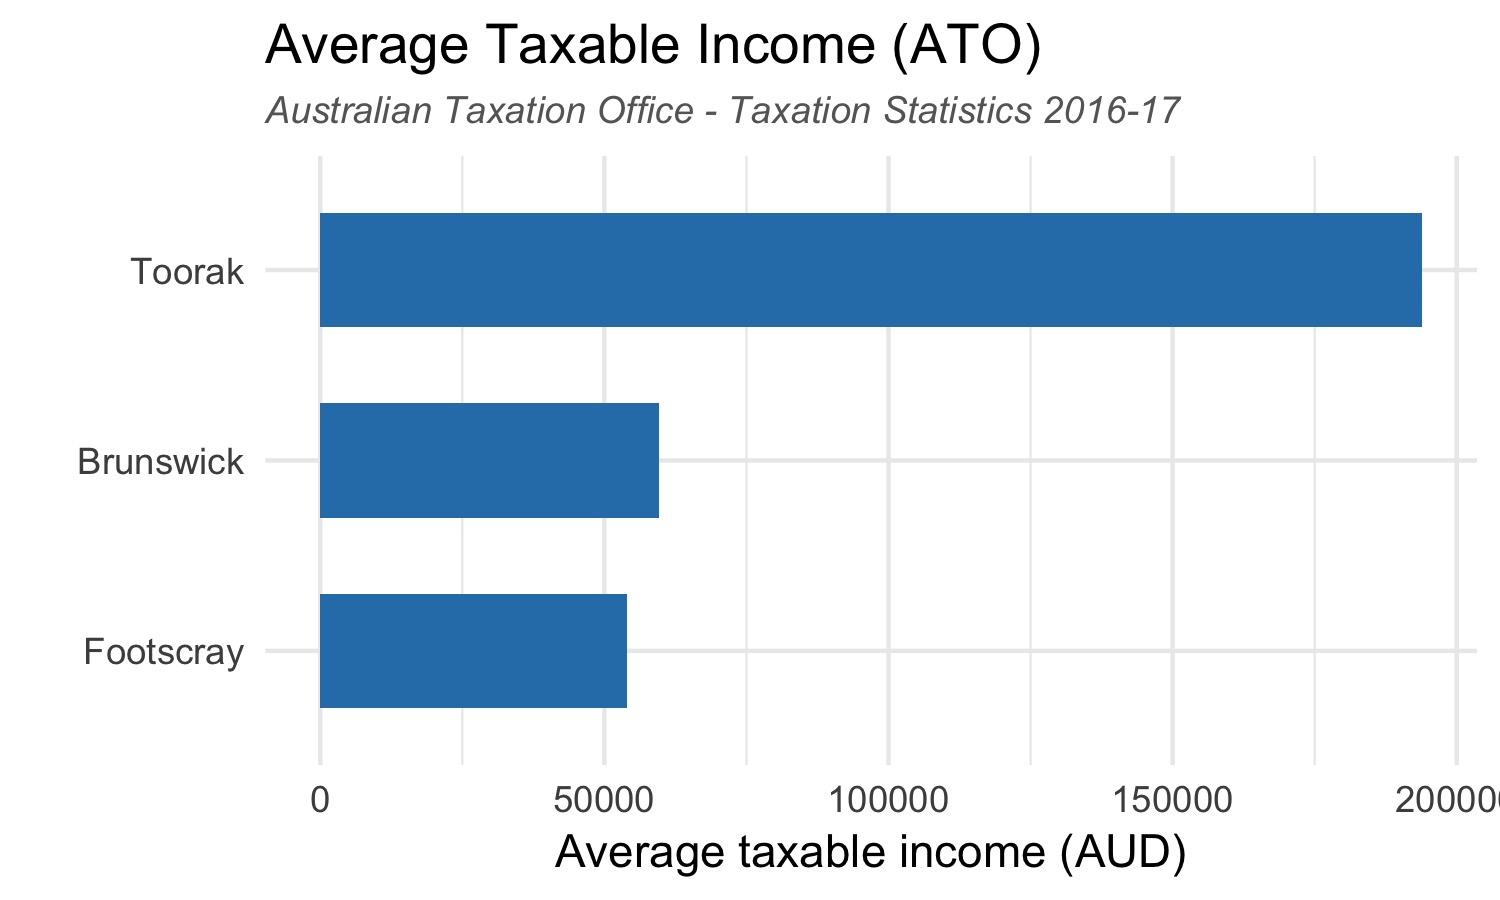 Average Taxable Income (ATO)
Australian Taxation Office - Taxation Statistics 2016-17
Toorak
Brunswick
Footscray
0 50000 100000 150000 200000
Average taxable income (AUD)